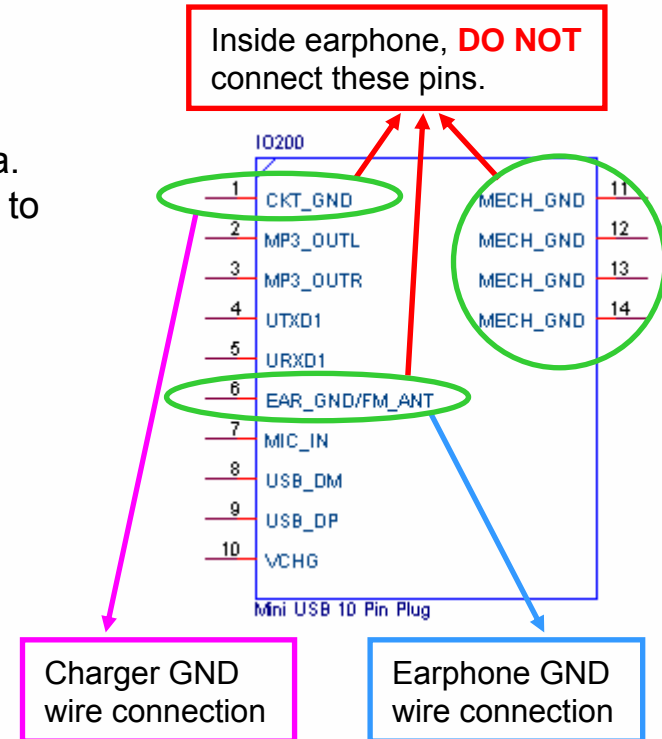 Inside earphone, DO NOT
connect these pins.
a.
to
IO200
1 CKT_GND
2 MP3_OUTL
3 MP3_OUTR
4 UTXD1
5 URXD1
6 EAR_GND/FM_ANT
7 MIC_IN
8 USB_DM
9 USB_DP
10 VCHG
MECH_GND 11
MECH_GND 12
MECH_GND 13
MECH_GND 14
Mini USB 10 Pin Plug
Charger GND
wire connection
Earphone GND
wire connection